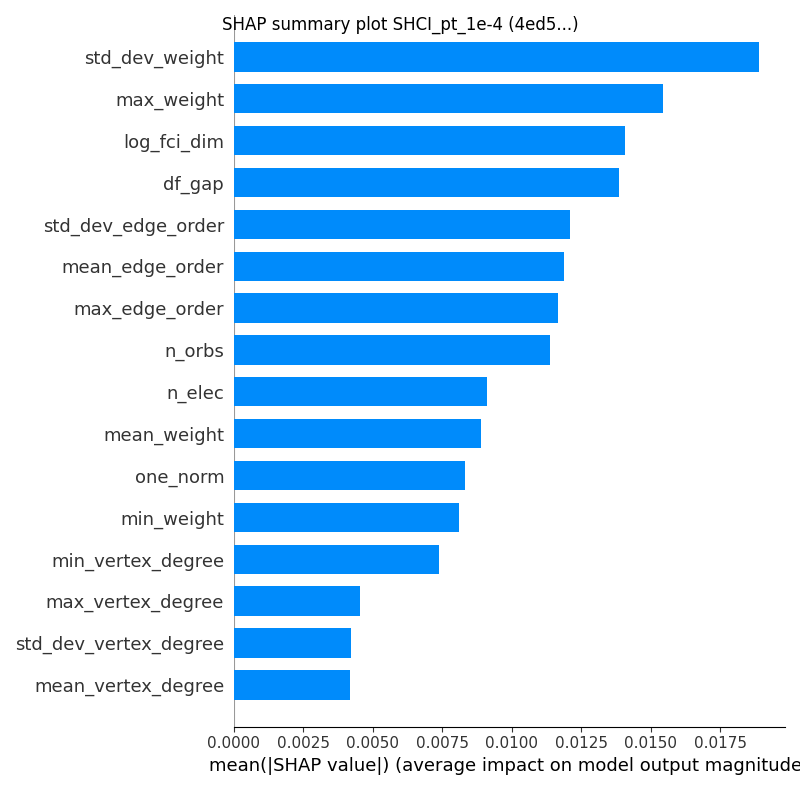 SHAP summary plot SHCI_pt_1e-4 (4ed5...)
std_dev_weight
max_weight
log_fci_dim
df_gap
std_dev_edge_order
mean_edge_order
max_edge_order
n_orbs
n_elec
mean_weight
one_norm
min_weight
min_vertex_degree
max_vertex_degree
std_dev_vertex_degree
mean_vertex_degree
0.0000 0.0025 0.0050 0.0075 0.0100 0.0125 0.0150 0.0175
mean(|SHAP value|) (average impact on model output magnitude